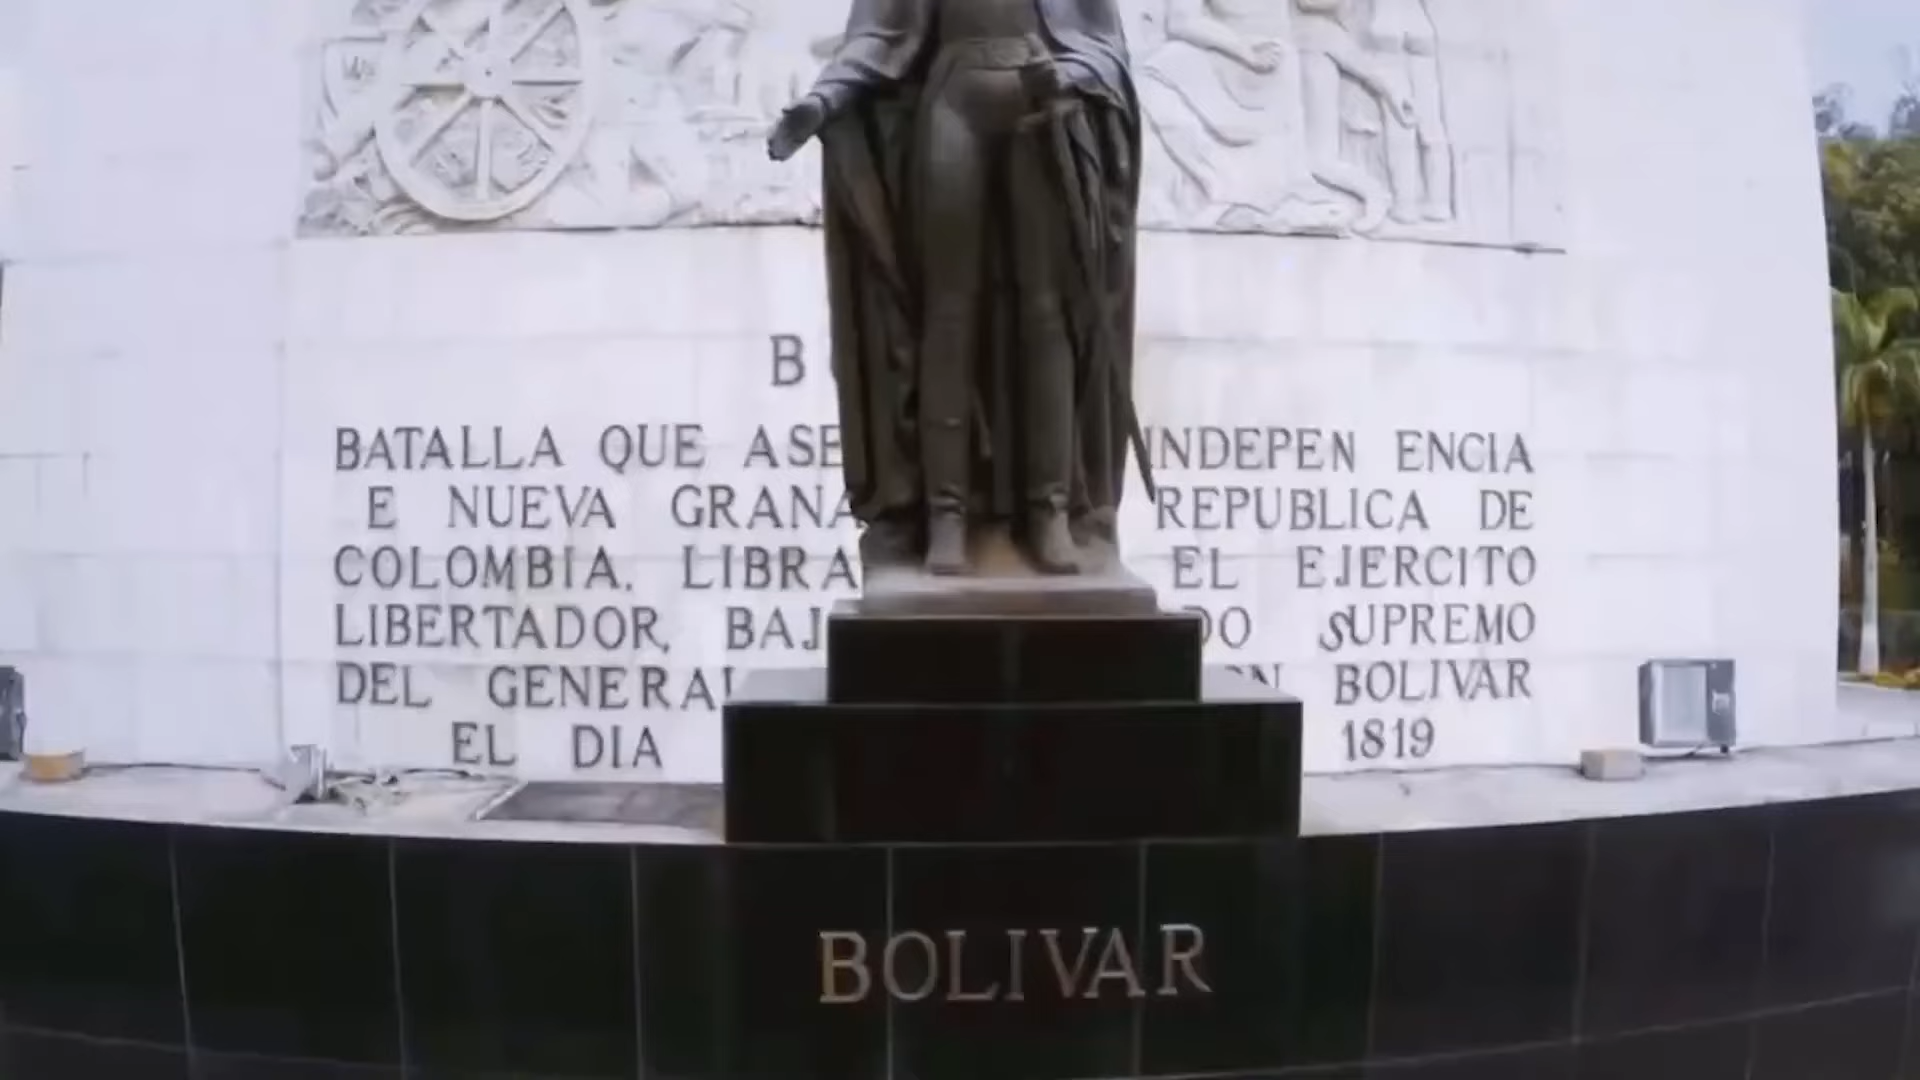 B
BATALLA QUE ASE INDEPEN ENCIA
E NUEVA GRANA REPUBLICA DE
COLOMBIA. LIBRA EL EJERCITO
LIBERTADOR, BAJ DO SUPREMO
DEL GENERAL ON BOLIVAR
EL DIA 1819
BOLIVAR